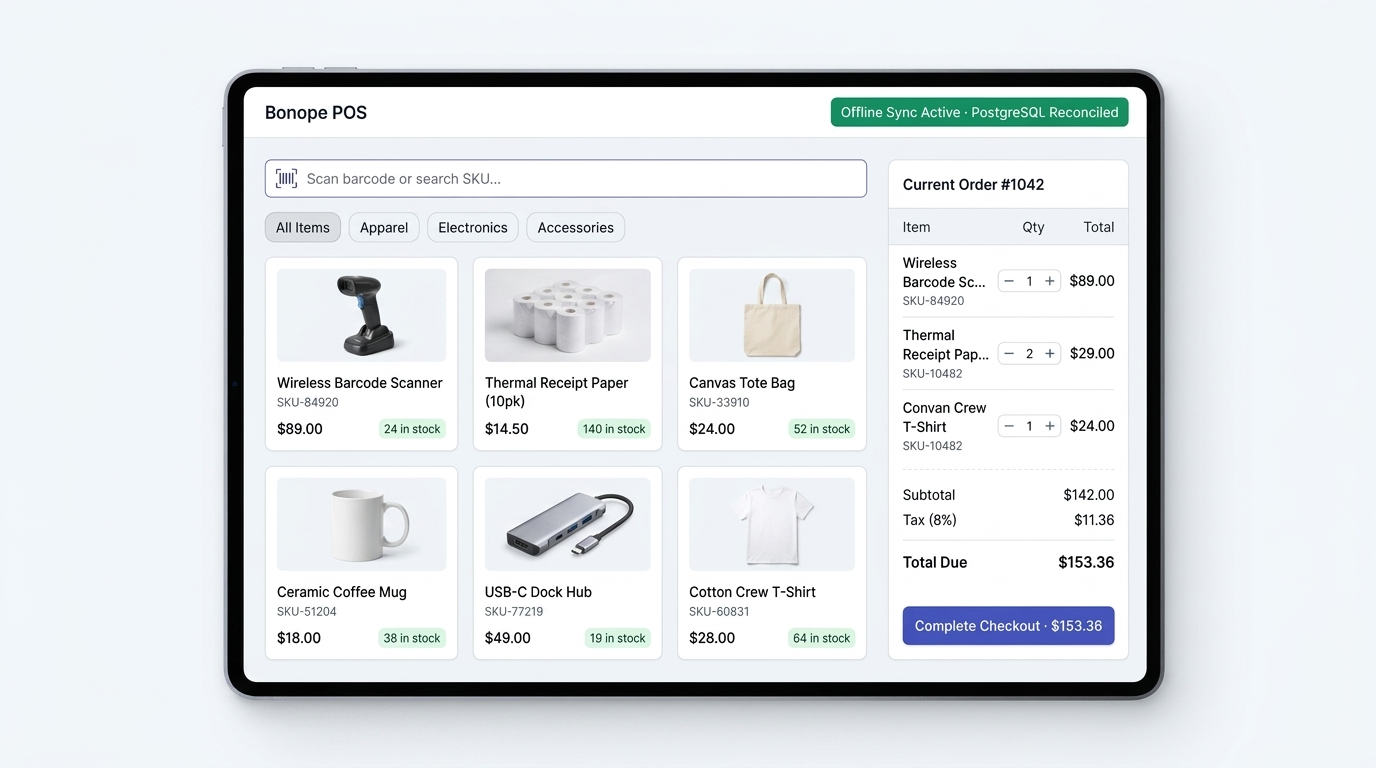 Bonope POS
Offline Sync Active · PostgreSQL Reconciled
Scan barcode or search SKU...
All Items
Apparel
Electronics
Accessories
Wireless Barcode Scanner
SKU-84920
$89.00
24 in stock
Thermal Receipt Paper
(10pk)
$14.50
140 in stock
Canvas Tote Bag
SKU-33910
$24.00
52 in stock
Ceramic Coffee Mug
SKU-51204
$18.00
38 in stock
USB-C Dock Hub
SKU-77219
$49.00
19 in stock
Cotton Crew T-Shirt
SKU-60831
$28.00
64 in stock
Current Order #1042
Item Qty Total
Wireless
Barcode Sc...
SKU-84920
− 1 + $89.00
Thermal
Receipt Pap...
SKU-10482
− 2 + $29.00
Convan Crew
T-Shirt
SKU-10482
− 1 + $24.00
Subtotal $142.00
Tax (8%) $11.36
Total Due $153.36
Complete Checkout · $153.36